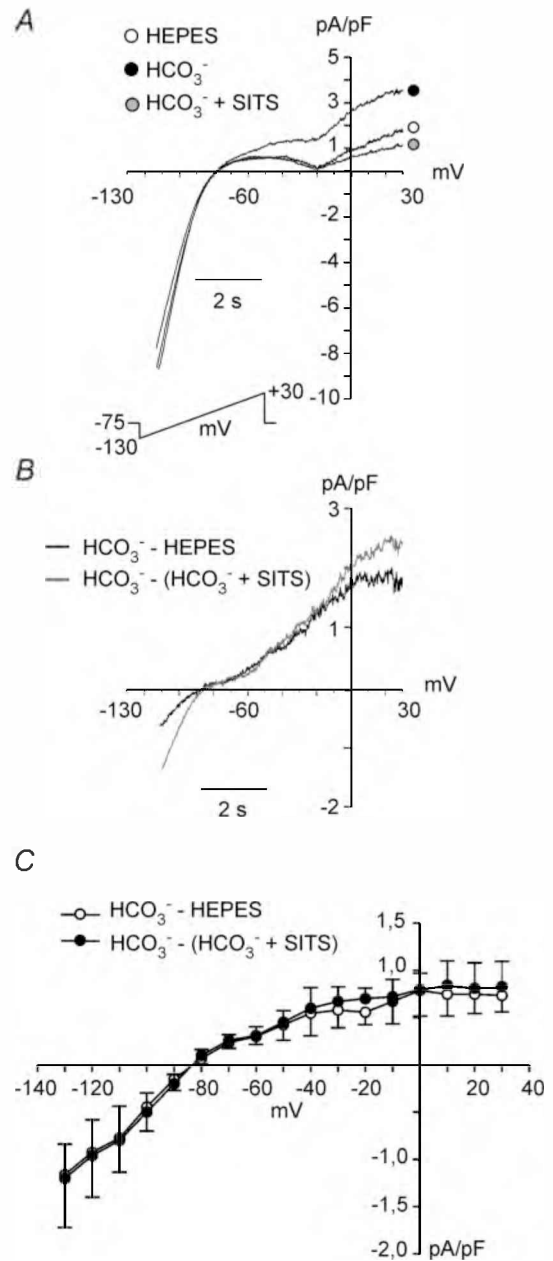 A
pA/pF
HEPES
HCO₃⁻
HCO₃⁻ + SITS
5
3
1
mV
-130
-60
30
-2
-4
-6
-8
-10
2 s
+30
-75
-130
mV
B
pA/pF
3
HCO₃⁻ - HEPES
HCO₃⁻ - (HCO₃⁻ + SITS)
1
mV
-130
-60
30
-2
2 s
C
HCO₃⁻ - HEPES
HCO₃⁻ - (HCO₃⁻ + SITS)
1,5
1,0
-140 -120 -100 -80 -60 -40 -20 20 40
mV
-1,0
-1,5
-2,0
pA/pF